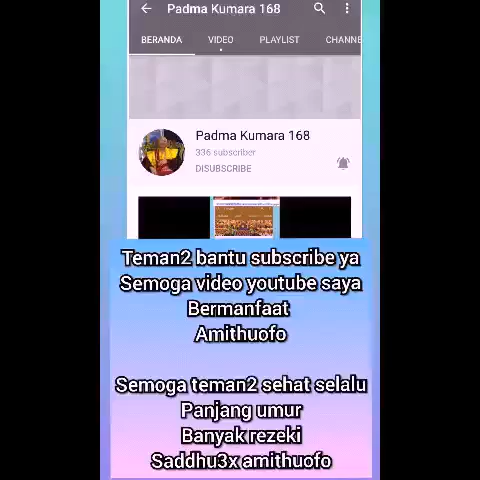 Padma Kumara 168
BERANDA VIDEO PLAYLIST CHANNE
Padma Kumara 168
336 subscriber
DISUBSCRIBE
Teman2 bantu subscribe ya
Semoga video youtube saya
Bermanfaat
Amithuofo
Semoga teman2 sehat selalu
Panjang umur
Banyak rezeki
Saddhu3x amithuofo